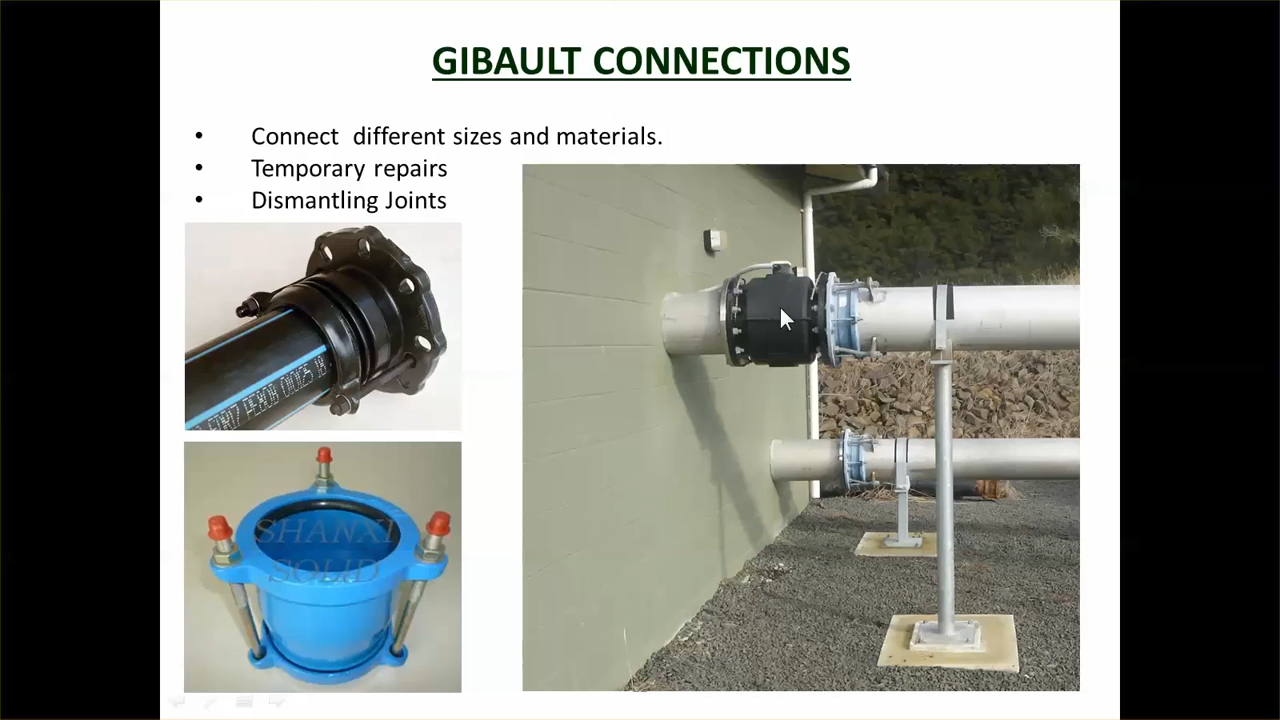 GIBAULT CONNECTIONS
• Connect different sizes and materials.
• Temporary repairs
• Dismantling Joints
SHANXI
SOLID